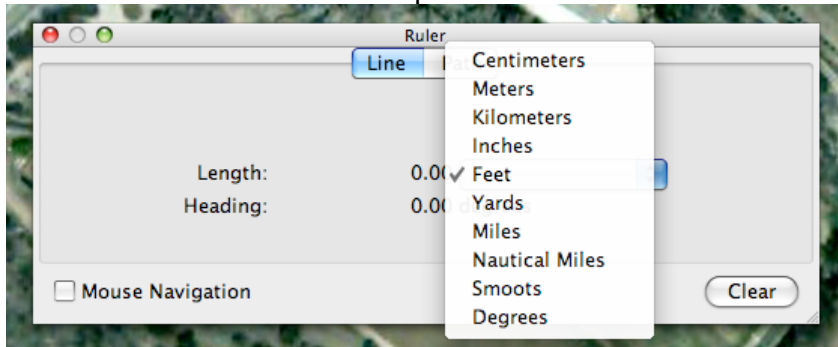 Ruler
Line
Centimeters
Meters
Kilometers
Inches
Length: 0.00 ✓ Feet
Heading: 0.00 degrees Yards
Miles
Nautical Miles
Mouse Navigation Smoots Clear
Degrees